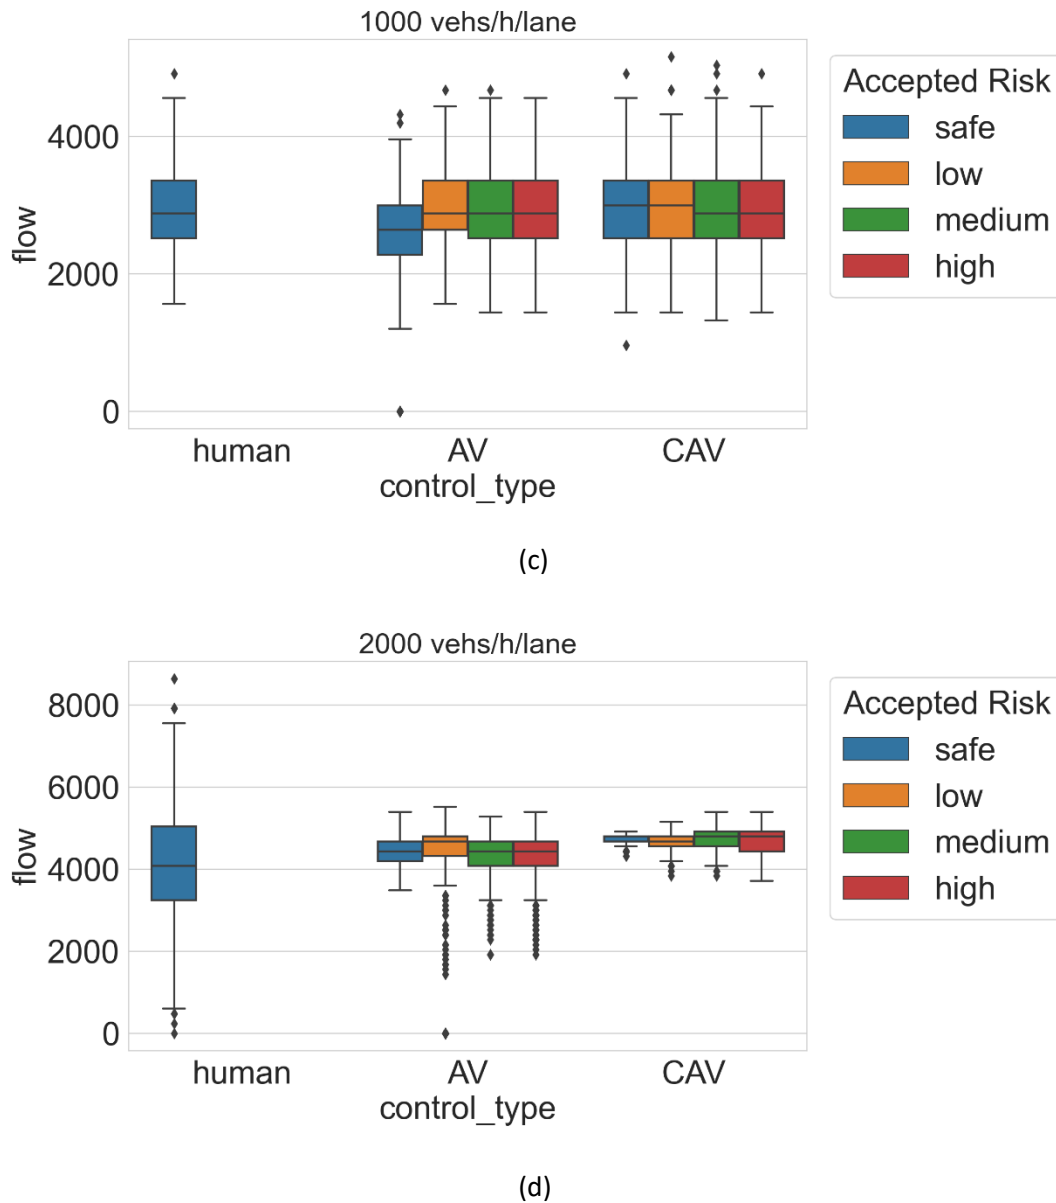 1000 vehs/h/lane
flow
4000
2000
0
human AV CAV
control_type
Accepted Risk
safe
low
medium
high
(c)
2000 vehs/h/lane
flow
8000
6000
4000
2000
0
human AV CAV
control_type
Accepted Risk
safe
low
medium
high
(d)